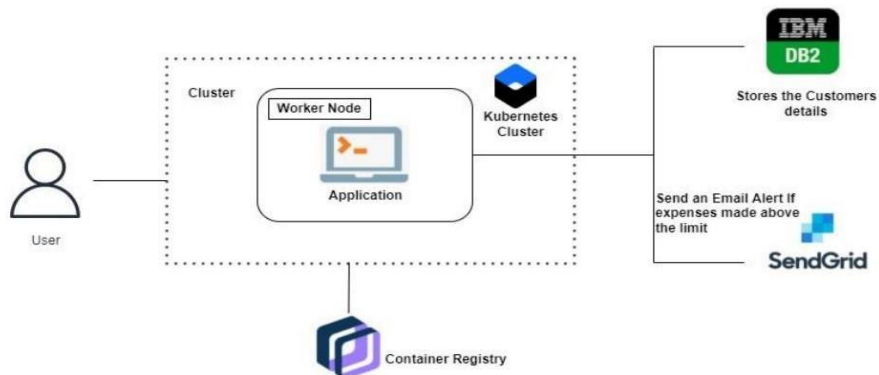 IBM
DB2
Stores the Customers
details
Cluster
Worker Node
Kubernetes
Cluster
Application
User
Send an Email Alert If
expenses made above
the limit
SendGrid
Container Registry